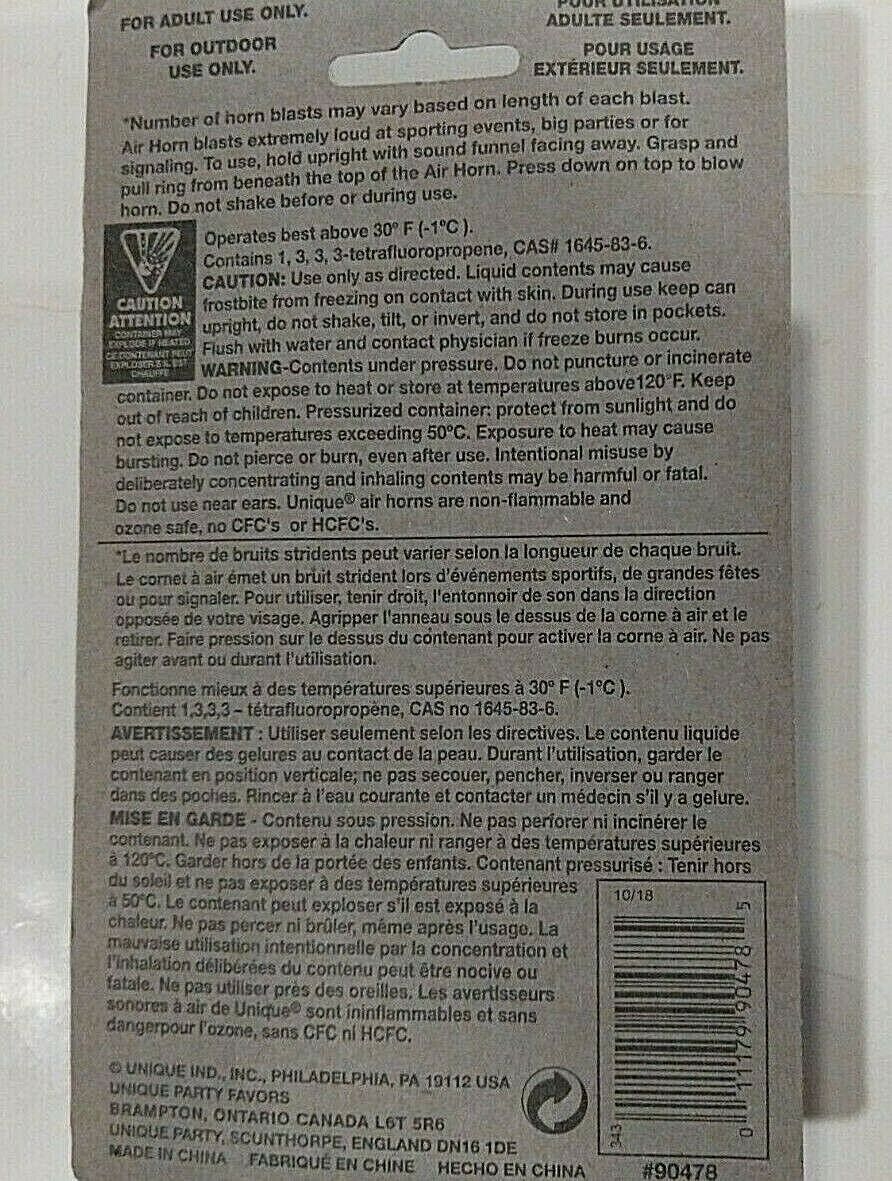 FOR ADULT USE ONLY.
FOR OUTDOOR
USE ONLY.
POUR UTILISATION
ADULTE SEULEMENT.
POUR USAGE
EXTÉRIEUR SEULEMENT.
*Number of horn blasts may vary based on length of each blast.
Air Horn blasts extremely loud at sporting events, big parties or for
signaling. To use, hold upright with sound funnel facing away. Grasp and
pull ring from beneath the top of the Air Horn. Press down on top to blow
horn. Do not shake before or during use.
CAUTION
ATTENTION
CONTAINER MAY
EXPLODE IF HEATED
CE CONTENANT PEUT
EXPLOSER S'IL EST
CHAUFFÉ
Operates best above 30° F (-1°C ).
Contains 1, 3, 3, 3-tetrafluoropropene, CAS# 1645-83-6.
CAUTION: Use only as directed. Liquid contents may cause
frostbite from freezing on contact with skin. During use keep can
upright, do not shake, tilt, or invert, and do not store in pockets.
Flush with water and contact physician if freeze burns occur.
WARNING-Contents under pressure. Do not puncture or incinerate
container. Do not expose to heat or store at temperatures above120°F. Keep
out of reach of children. Pressurized container: protect from sunlight and do
not expose to temperatures exceeding 50°C. Exposure to heat may cause
bursting. Do not pierce or burn, even after use. Intentional misuse by
deliberately concentrating and inhaling contents may be harmful or fatal.
Do not use near ears. Unique® air horns are non-flammable and
ozone safe, no CFC's or HCFC's.
*Le nombre de bruits stridents peut varier selon la longueur de chaque bruit.
Le cornet à air émet un bruit strident lors d'événements sportifs, de grandes fêtes
ou pour signaler. Pour utiliser, tenir droit, l'entonnoir de son dans la direction
opposée de votre visage. Agripper l'anneau sous le dessus de la corne à air et le
retirer. Faire pression sur le dessus du contenant pour activer la corne à air. Ne pas
agiter avant ou durant l'utilisation.
Fonctionne mieux à des températures supérieures à 30° F (-1°C ).
Contient 1,3,3,3 – tétrafluoropropène, CAS no 1645-83-6.
AVERTISSEMENT : Utiliser seulement selon les directives. Le contenu liquide
peut causer des gelures au contact de la peau. Durant l'utilisation, garder le
contenant en position verticale; ne pas secouer, pencher, inverser ou ranger
dans des poches. Rincer à l'eau courante et contacter un médecin s'il y a gelure.
MISE EN GARDE - Contenu sous pression. Ne pas perforer ni incinérer le
contenant. Ne pas exposer à la chaleur ni ranger à des températures supérieures
à 120°C. Garder hors de la portée des enfants. Contenant pressurisé : Tenir hors
du soleil et ne pas exposer à des températures supérieures
à 50°C. Le contenant peut exploser s'il est exposé à la
chaleur. Ne pas percer ni brûler, même après l'usage. La
mauvaise utilisation intentionnelle par la concentration et
l'inhalation délibérées du contenu peut être nocive ou
fatale. Ne pas utiliser près des oreilles. Les avertisseurs
sonores à air de Unique® sont ininflammables et sans
dangerpour l'ozone, sans CFC ni HCFC.
10/18
343
0 11179 90478 5
© UNIQUE IND., INC., PHILADELPHIA, PA 19112 USA
UNIQUE PARTY FAVORS
BRAMPTON, ONTARIO CANADA L6T 5R6
UNIQUE PARTY, SCUNTHORPE, ENGLAND DN16 1DE
MADE IN CHINA FABRIQUÉ EN CHINE HECHO EN CHINA
#90478